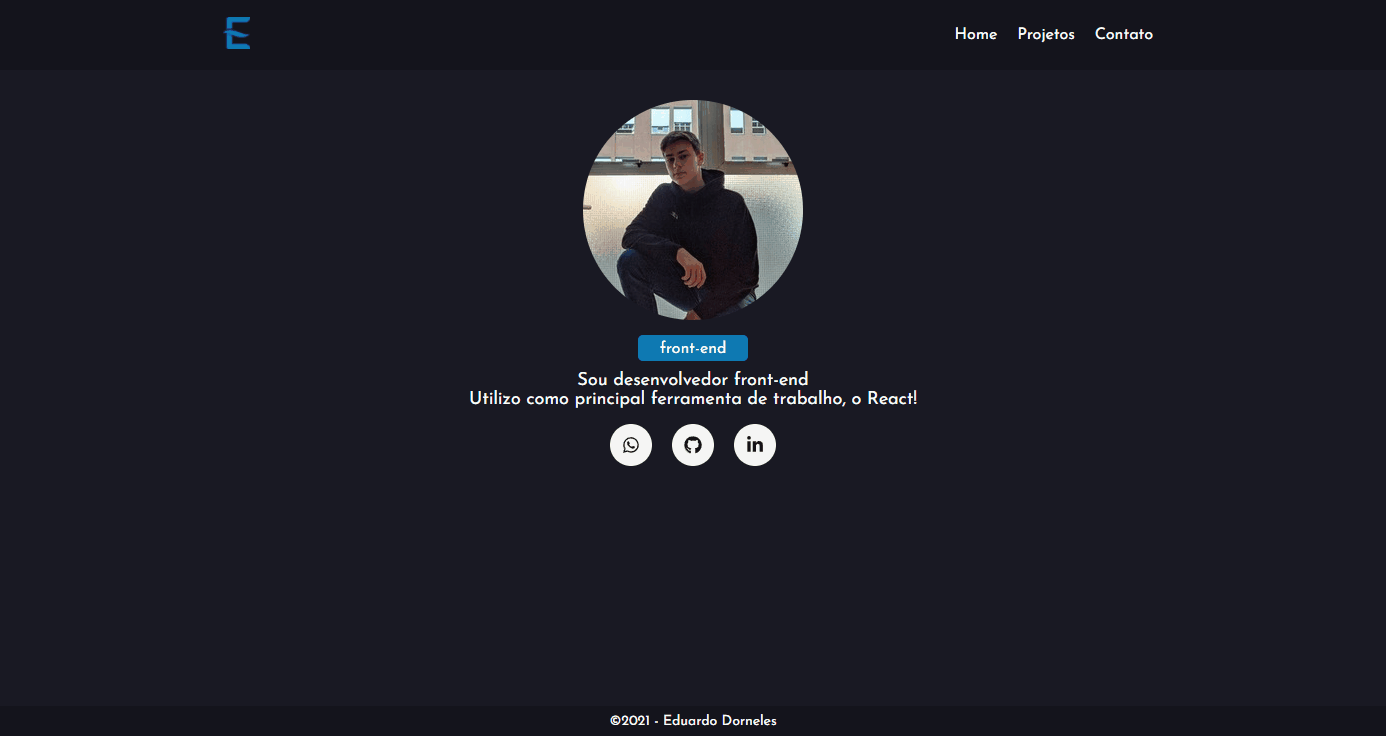 E
Home Projetos Contato
front-end
Sou desenvolvedor front-end
Utilizo como principal ferramenta de trabalho, o React!
in
©2021 - Eduardo Dorneles